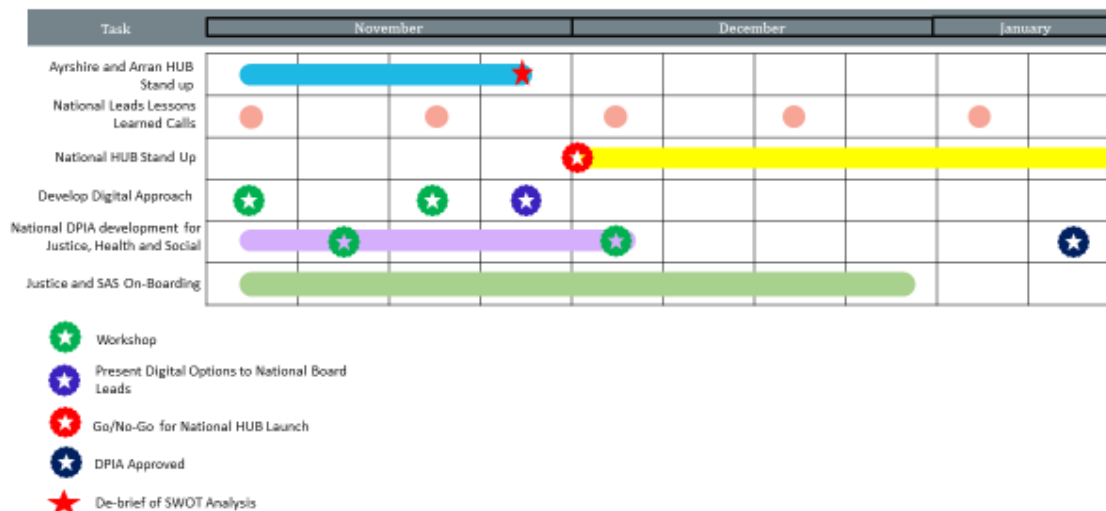 Task November December January
Ayrshire and Arran HUB
Stand up
National Leads Lessons
Learned Calls
National HUB Stand Up
Develop Digital Approach
National DPIA development for
Justice, Health and Social
Justice and SAS On-Boarding
Workshop
Present Digital Options to National Board
Leads
Go/No-Go for National HUB Launch
DPIA Approved
De-brief of SWOT Analysis